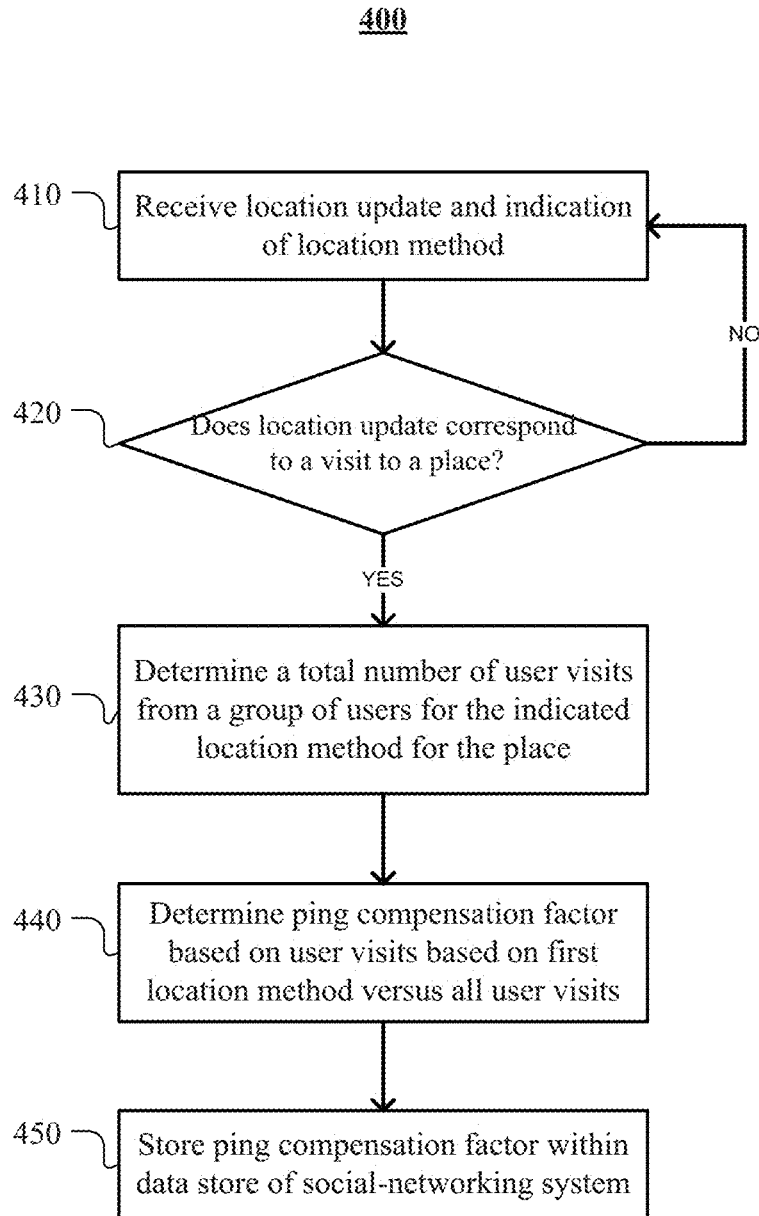 400
410
Receive location update and indication
of location method
NO
420
Does location update correspond
to a visit to a place?
YES
430
Determine a total number of user visits
from a group of users for the indicated
location method for the place
440
Determine ping compensation factor
based on user visits based on first
location method versus all user visits
450
Store ping compensation factor within
data store of social-networking system